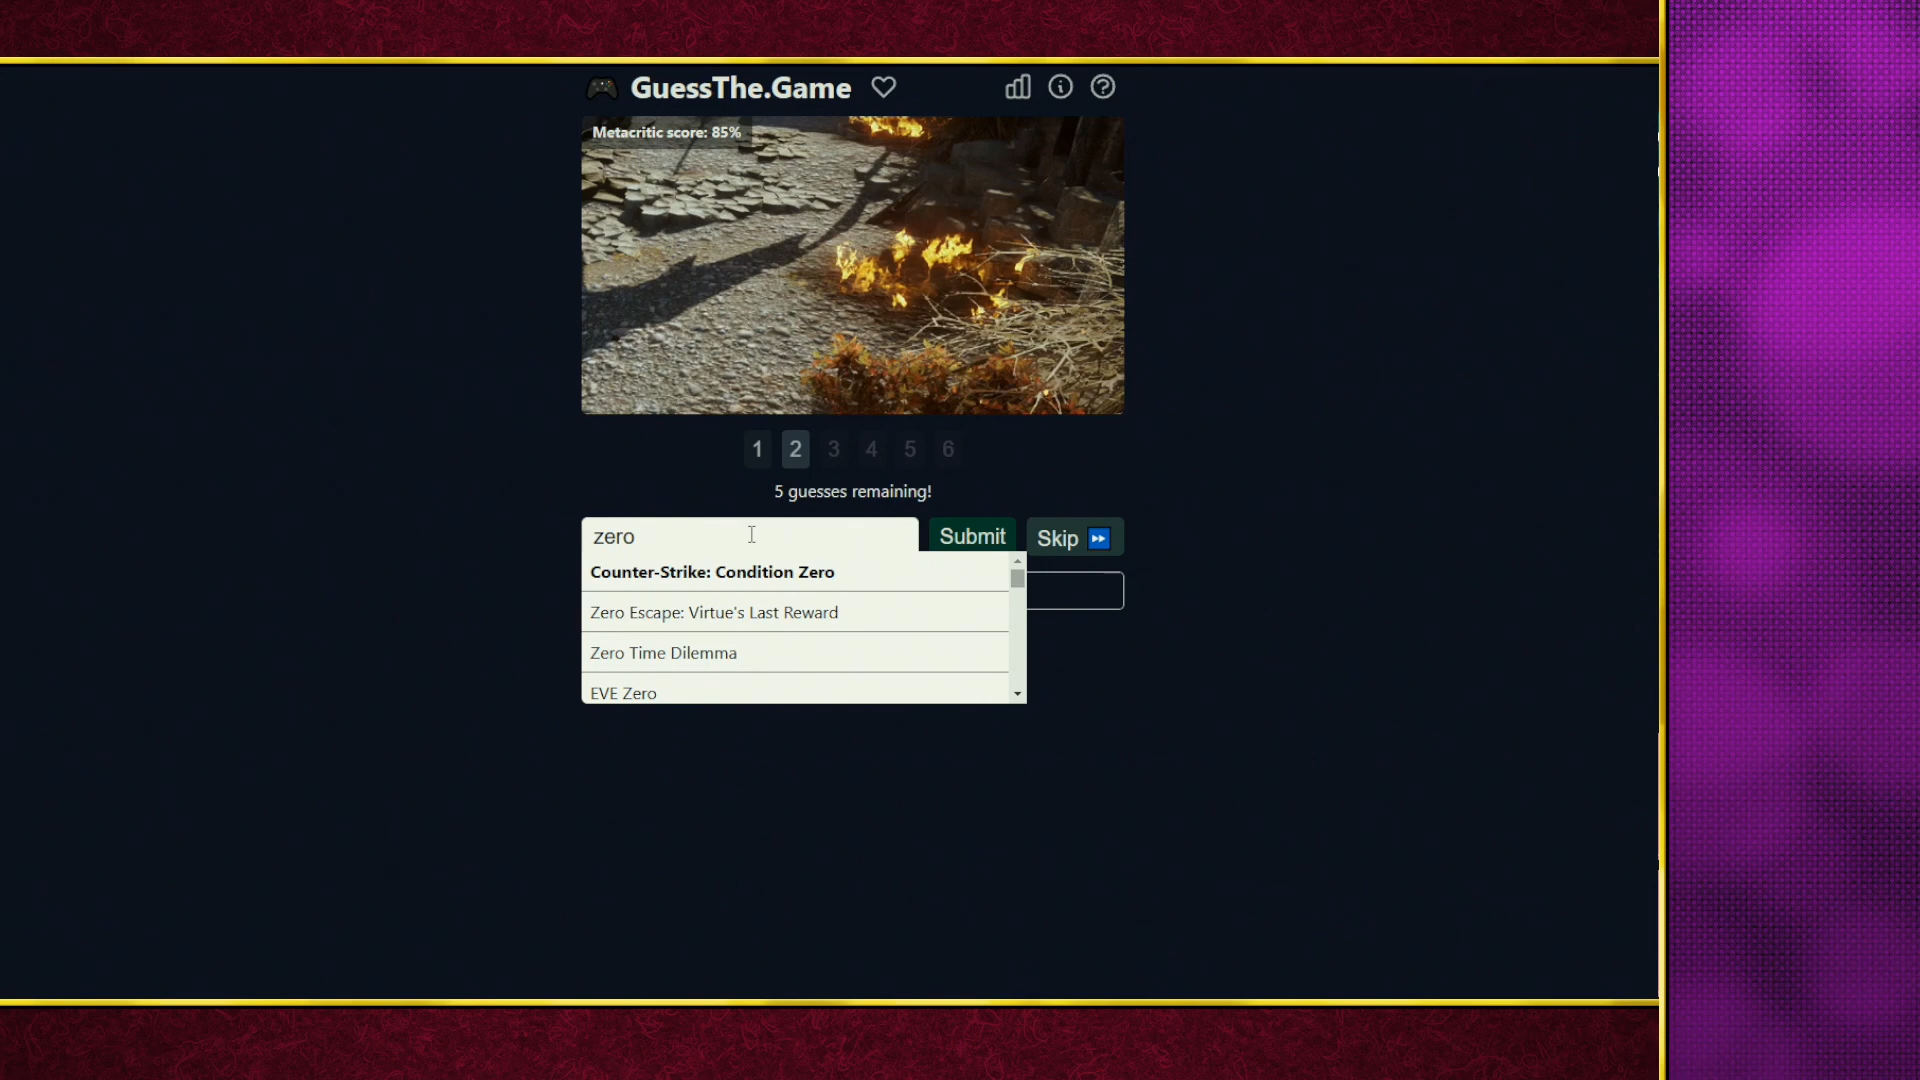 GuessThe.Game
Metacritic score: 85%
1 2 3 4 5 6
5 guesses remaining!
zero
Submit
Skip
Counter-Strike: Condition Zero
Zero Escape: Virtue's Last Reward
Zero Time Dilemma
EVE Zero